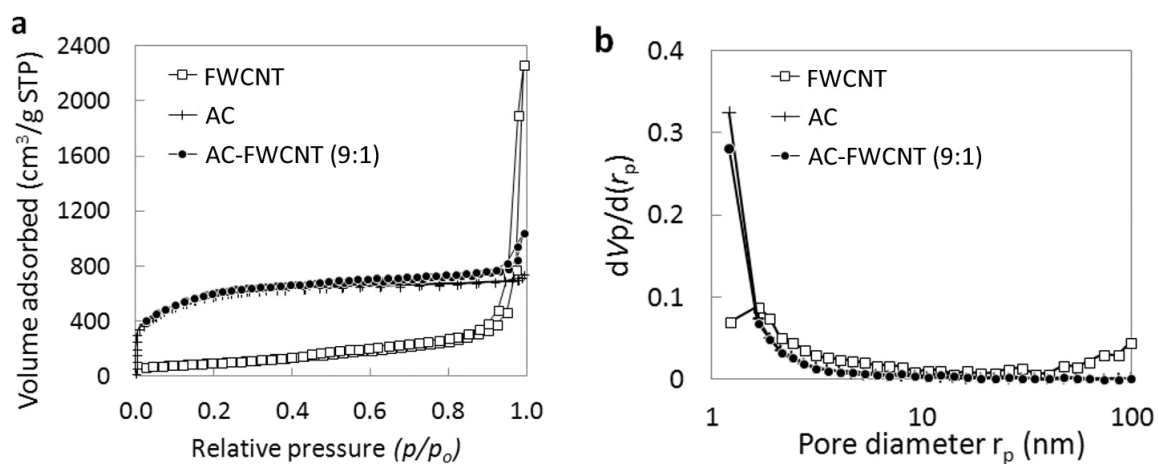 a
Volume adsorbed (cm³/g STP)
2400
2000
1600
1200
800
400
0
FWCNT
AC
AC-FWCNT (9:1)
0.0 0.2 0.4 0.6 0.8 1.0
Relative pressure (p/pₒ)
b
dVp/d(rₚ)
0.4
0.3
0.2
0.1
0
FWCNT
AC
AC-FWCNT (9:1)
1 10 100
Pore diameter rₚ (nm)